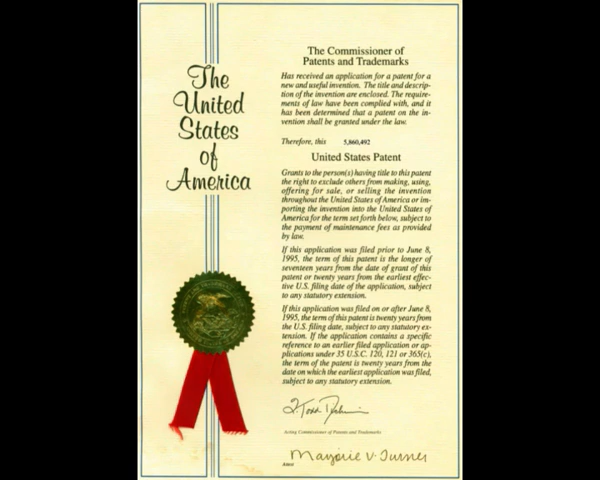 The
United
States
of
America
The Commissioner of
Patents and Trademarks
Has received an application for a patent for a
new and useful invention. The title and descrip-
tion of the invention are enclosed. The require-
ments of law have been complied with, and it
has been determined that a patent on the in-
vention shall be granted under the law.
Therefore, this 5,860,492
United States Patent
Grants to the person(s) having title to this patent
the right to exclude others from making, using,
offering for sale, or selling the invention
throughout the United States of America or im-
porting the invention into the United States of
America for the term set forth below, subject to
the payment of maintenance fees as provided
by law.
If this application was filed prior to June 8,
1995, the term of this patent is the longer of
seventeen years from the date of grant of this
patent or twenty years from the earliest effec-
tive U.S. filing date of the application, subject
to any statutory extension.
If this application was filed on or after June 8,
1995, the term of this patent is twenty years from
the U.S. filing date, subject to any statutory ex-
tension. If the application contains a specific
reference to an earlier filed application or ap-
plications under 35 U.S.C. 120, 121 or 365(c),
the term of the patent is twenty years from the
date on which the earliest application was filed,
subject to any statutory extension.
Acting Commissioner of Patents and Trademarks
Marjorie V. Turner
Attest